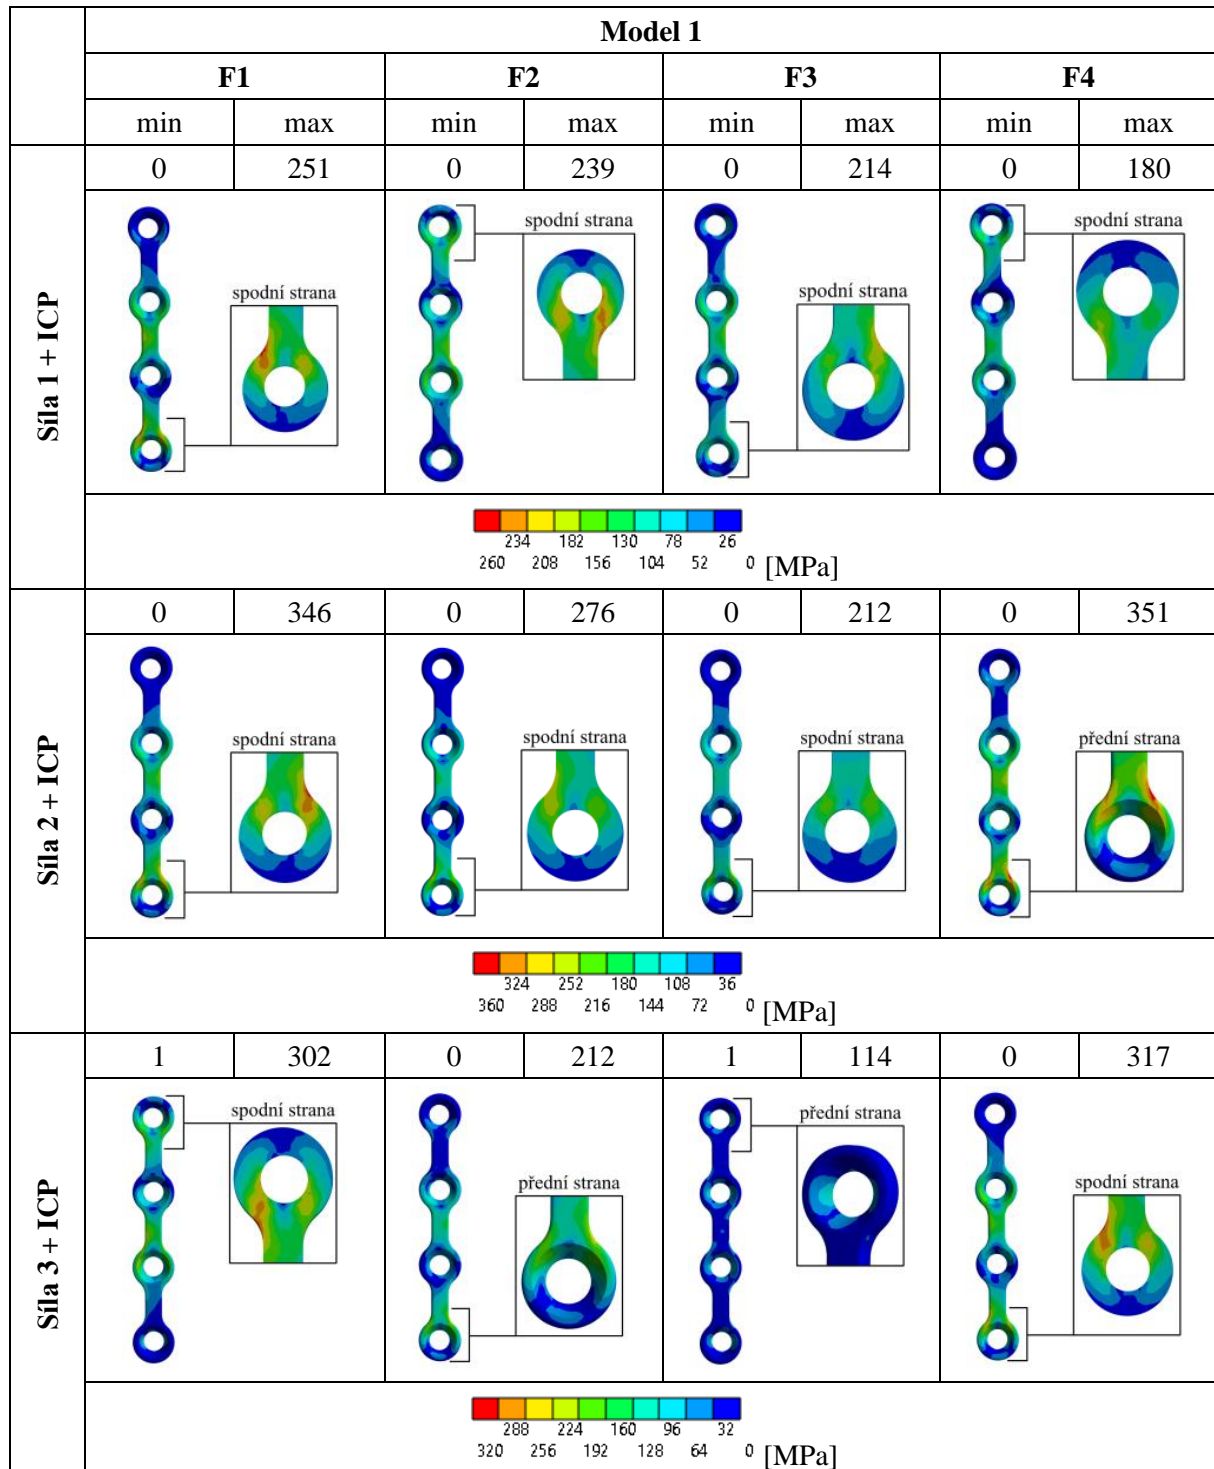 Model 1
F1 F2 F3 F4
min max min max min max min max
Síla 1 + ICP
0 251 0 239 0 214 0 180
spodní strana
spodní strana
spodní strana
spodní strana
234 182 130 78 26
260 208 156 104 52 0 [MPa]
Síla 2 + ICP
0 346 0 276 0 212 0 351
spodní strana
spodní strana
spodní strana
přední strana
324 252 180 108 36
360 288 216 144 72 0 [MPa]
Síla 3 + ICP
1 302 0 212 1 114 0 317
spodní strana
přední strana
přední strana
spodní strana
288 224 160 96 32
320 256 192 128 64 0 [MPa]